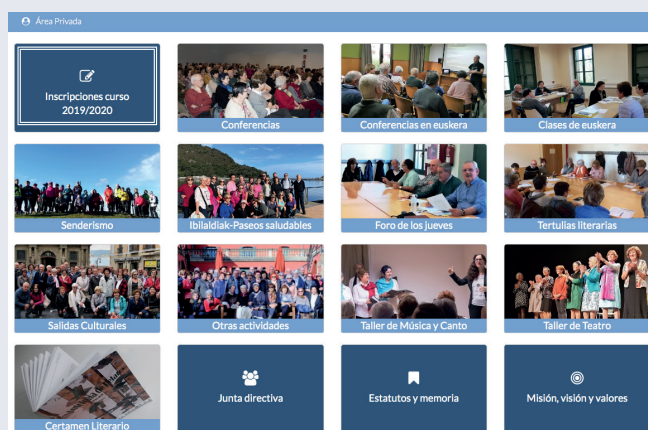 Área Privada
Inscripciones curso
2019/2020
Conferencias
Conferencias en euskera
Clases de euskera
Senderismo
Ibilaldiak-Paseos saludables
Foro de los jueves
Tertulias literarias
Salidas Culturales
Otras actividades
Taller de Música y Canto
Taller de Teatro
Certamen Literario
Junta directiva
Estatutos y memoria
Misión, visión y valores